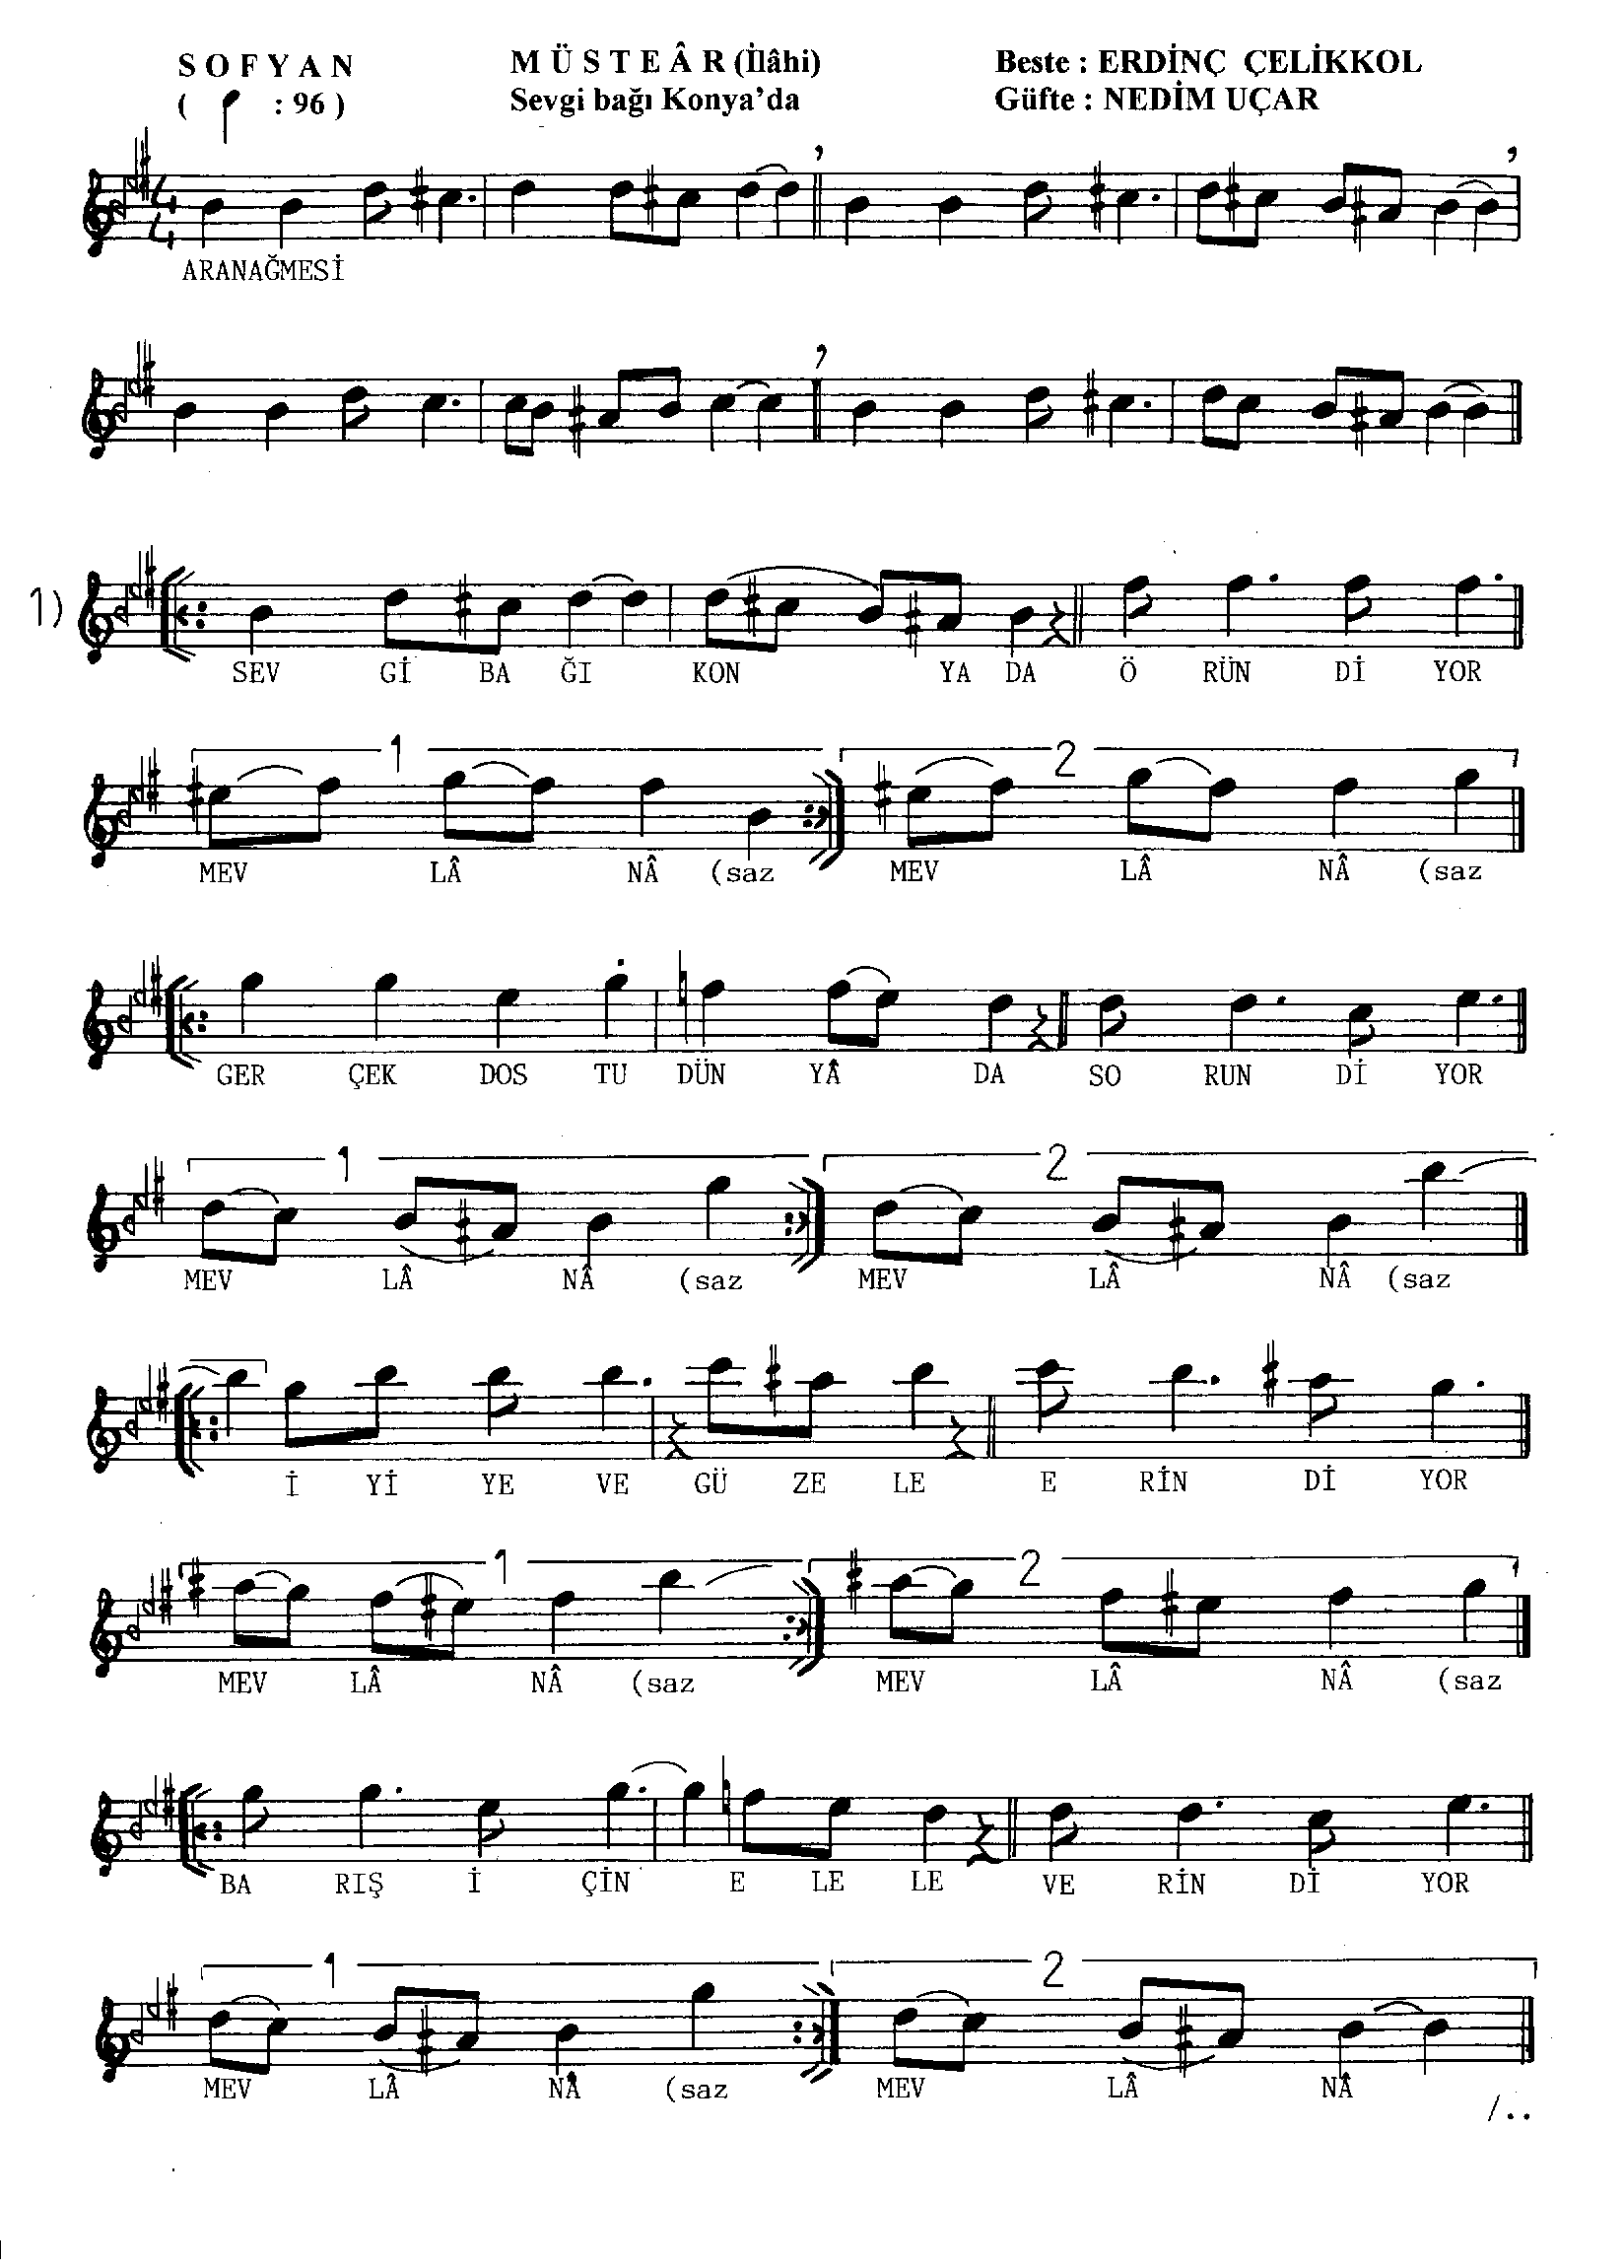 S O F Y A N
M Ü S T E Â R (İlâhi)
Beste : ERDİNÇ ÇELİKKOL
( : 96 )
Sevgi bağı Konya'da
Güfte : NEDİM UÇAR
4
4
ARANAĞMESİ
1)
SEV Gİ BA ĞI KON YA DA Ö RÜN Dİ YOR
1 2
MEV LÂ NÂ (saz MEV LÂ NÂ (saz
GER ÇEK DOS TU DÜN YÂ DA SO RUN Dİ YOR
1 2
MEV LÂ NÂ (saz MEV LÂ NÂ (saz
İ Yİ YE VE GÜ ZE LE E RİN Dİ YOR
1 2
MEV LÂ NÂ (saz MEV LÂ NÂ (saz
BA RIŞ İ ÇİN E LE LE VE RİN Dİ YOR
1 2
MEV LÂ NÂ (saz MEV LÂ NÂ
/..